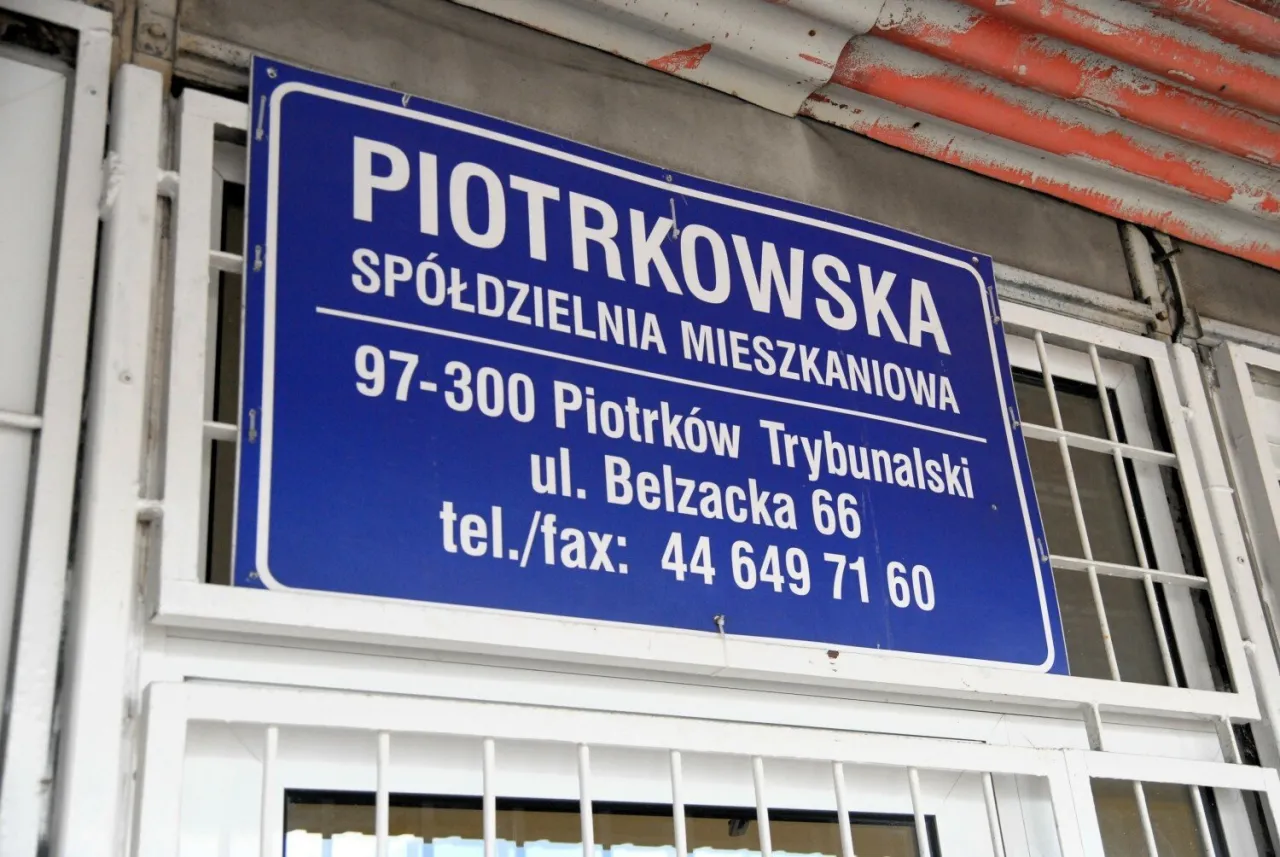 PIOTRKOWSKA
SPÓŁDZIELNIA MIESZKANIOWA
97-300 Piotrków Trybunalski
ul. Belzacka 66
tel./fax: 44 649 71 60